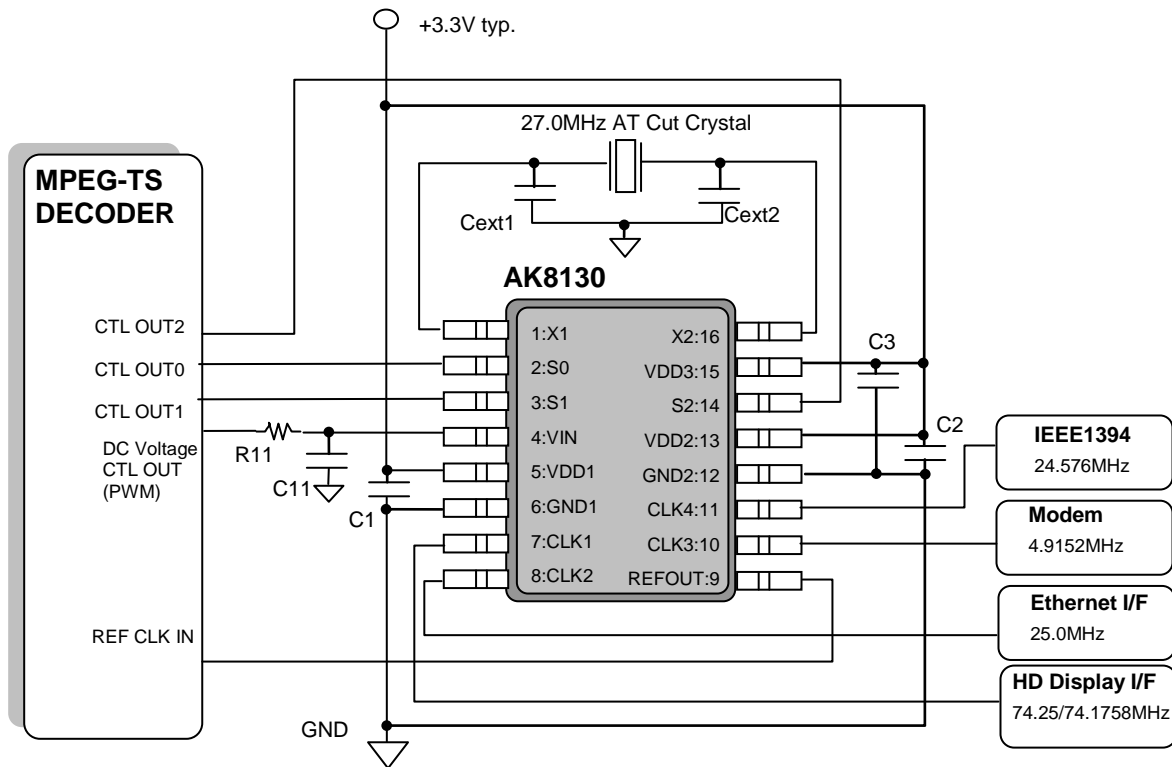 +3.3V typ.
27.0MHz AT Cut Crystal
MPEG-TS
DECODER
Cext1
Cext2
AK8130
CTL OUT2
CTL OUT0
CTL OUT1
DC Voltage
CTL OUT
(PWM)
REF CLK IN
R11
C11
C1
1:X1
2:S0
3:S1
4:VIN
5:VDD1
6:GND1
7:CLK1
8:CLK2
X2:16
VDD3:15
S2:14
VDD2:13
GND2:12
CLK4:11
CLK3:10
REFOUT:9
C3
C2
IEEE1394
24.576MHz
Modem
4.9152MHz
Ethernet I/F
25.0MHz
HD Display I/F
74.25/74.1758MHz
GND